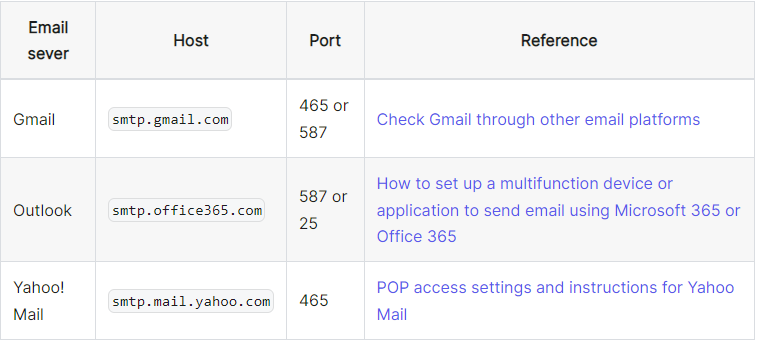 Email
sever
Host
Port
Reference
Gmail
smtp.gmail.com
465 or
587
Check Gmail through other email platforms
Outlook
smtp.office365.com
587 or
25
How to set up a multifunction device or
application to send email using Microsoft 365 or
Office 365
Yahoo!
Mail
smtp.mail.yahoo.com
465
POP access settings and instructions for Yahoo
Mail